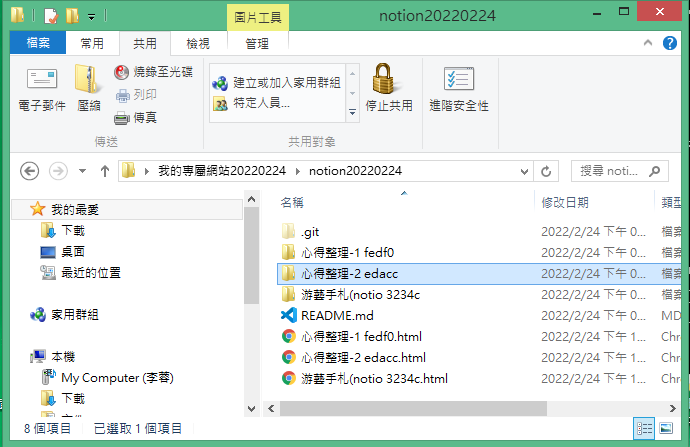 圖片工具
notion20220224
檔案 常用 共用 檢視 管理
電子郵件 壓縮 燒錄至光碟
列印
傳真
傳送
建立或加入家用群組
特定人員...
共用對象
停止共用
進階安全性
我的專屬網站20220224 notion20220224
搜尋 noti...
名稱 修改日期 類型
.git 2022/2/24 下午 0... 檔案
心得整理-1 fedf0 2022/2/24 下午 0... 檔案
心得整理-2 edacc 2022/2/24 下午 0... 檔案
游藝手札(notio 3234c 2022/2/24 下午 0... 檔案
README.md 2022/2/24 下午 0... MD
心得整理-1 fedf0.html 2022/2/24 下午 1... Chr
心得整理-2 edacc.html 2022/2/24 下午 1... Chr
游藝手札(notio 3234c.html 2022/2/24 下午 1... Chr
我的最愛
下載
桌面
最近的位置
家用群組
本機
My Computer (李蓉)
下載
8 個項目 已選取 1 個項目